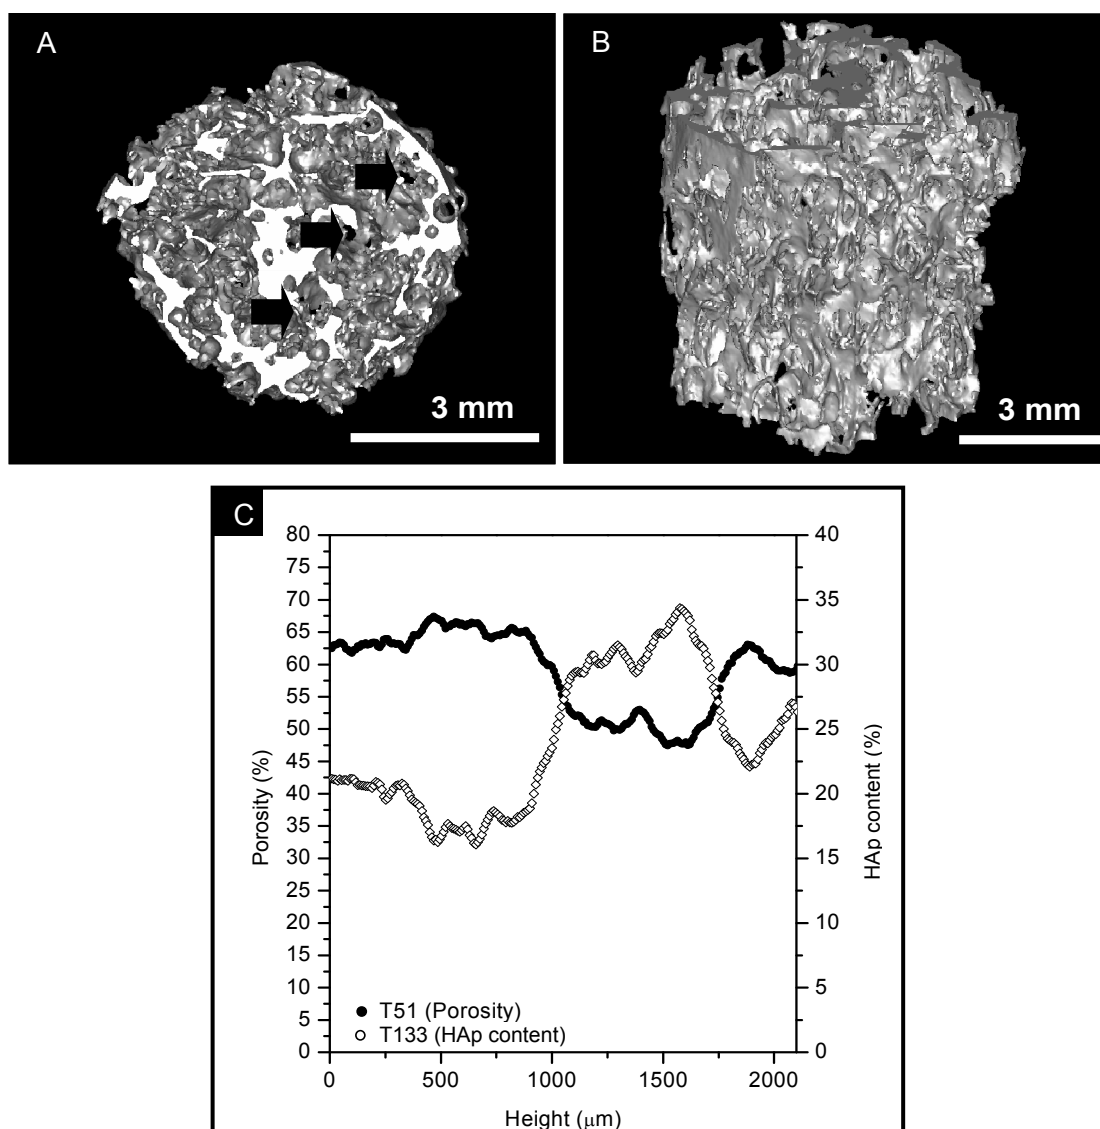 A
B
3 mm
3 mm
C
80
75
70
65
60
55
50
45
40
35
30
25
20
15
10
5
0
Porosity (%)
40
35
30
25
20
15
10
5
0
HAp content (%)
T51 (Porosity)
T133 (HAp content)
0 500 1000 1500 2000
Height (μm)